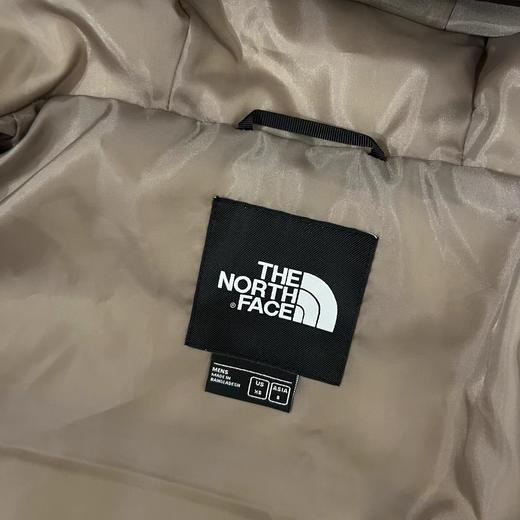 THE
NORTH
® FACE
MENS
MADE IN
BANGLADESH
US
XS
ASIA
S